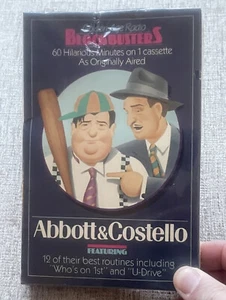 Radio
BLOCKBUSTERS
60 Hilarious Minutes on 1 cassette
As Originally Aired
Abbott&Costello
FEATURING
12 of their best routines including
"Who's on 1st" and "U-Drive"